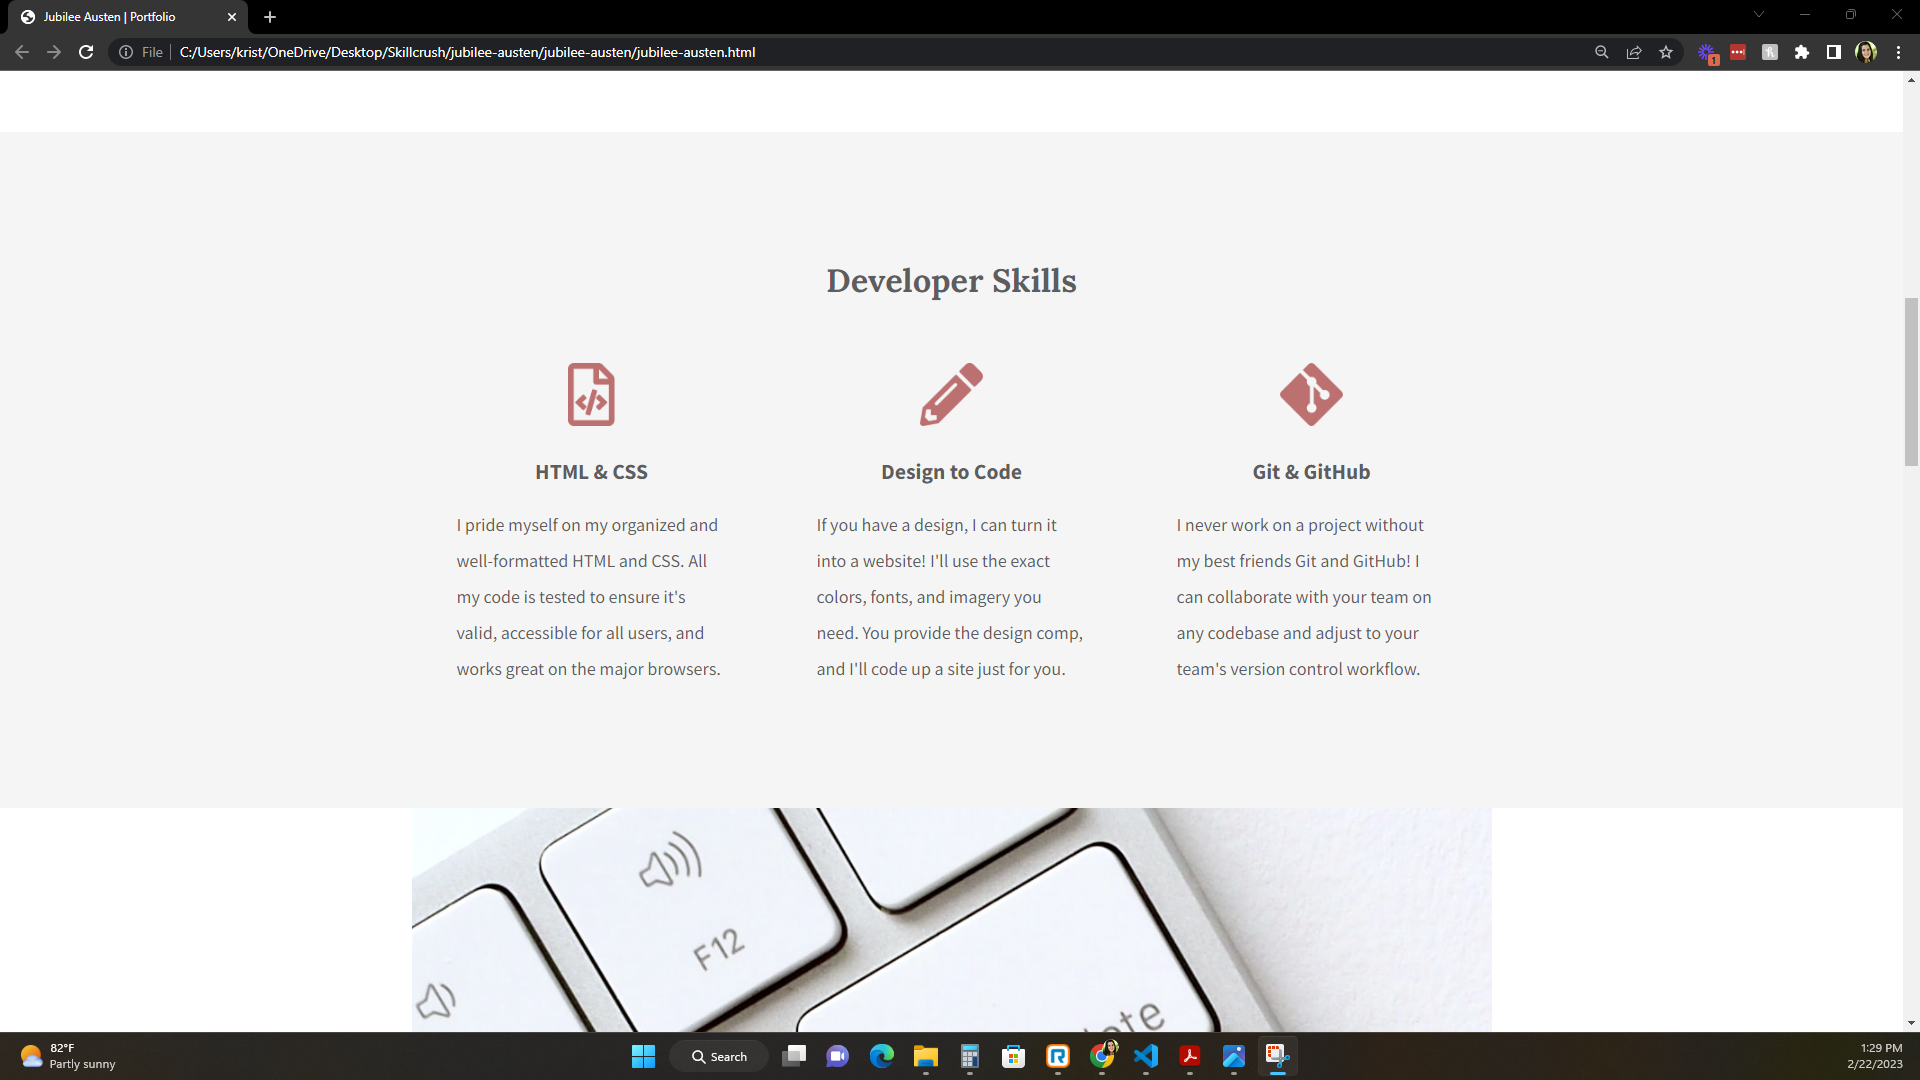 Jubilee Austen | Portfolio
File
C:/Users/krist/OneDrive/Desktop/Skillcrush/jubilee-austen/jubilee-austen/jubilee-austen.html
1
Developer Skills
</>
HTML & CSS
I pride myself on my organized and
well-formatted HTML and CSS. All
my code is tested to ensure it's
valid, accessible for all users, and
works great on the major browsers.
Design to Code
If you have a design, I can turn it
into a website! I'll use the exact
colors, fonts, and imagery you
need. You provide the design comp,
and I'll code up a site just for you.
Git & GitHub
I never work on a project without
my best friends Git and GitHub! I
can collaborate with your team on
any codebase and adjust to your
team's version control workflow.
F12
82°F
Partly sunny
Search
1:29 PM
2/22/2023